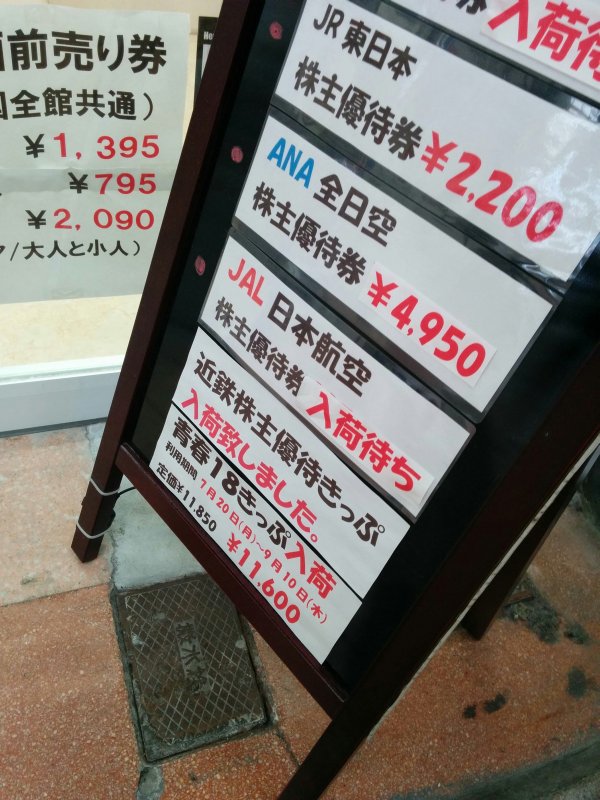 前売り券
全館共通）
￥1,395
￥795
￥2,090
/大人と小人）
入荷待
JR東日本
株主優待券
￥2,200
ANA 全日空
株主優待券
￥4,950
JAL 日本航空
株主優待券
入荷待ち
近鉄株主優待きっぷ
入荷致しました。
青春18きっぷ入荷
利用期間 7月20日(月)～9月10日(木)
定価￥11,850
￥11,600